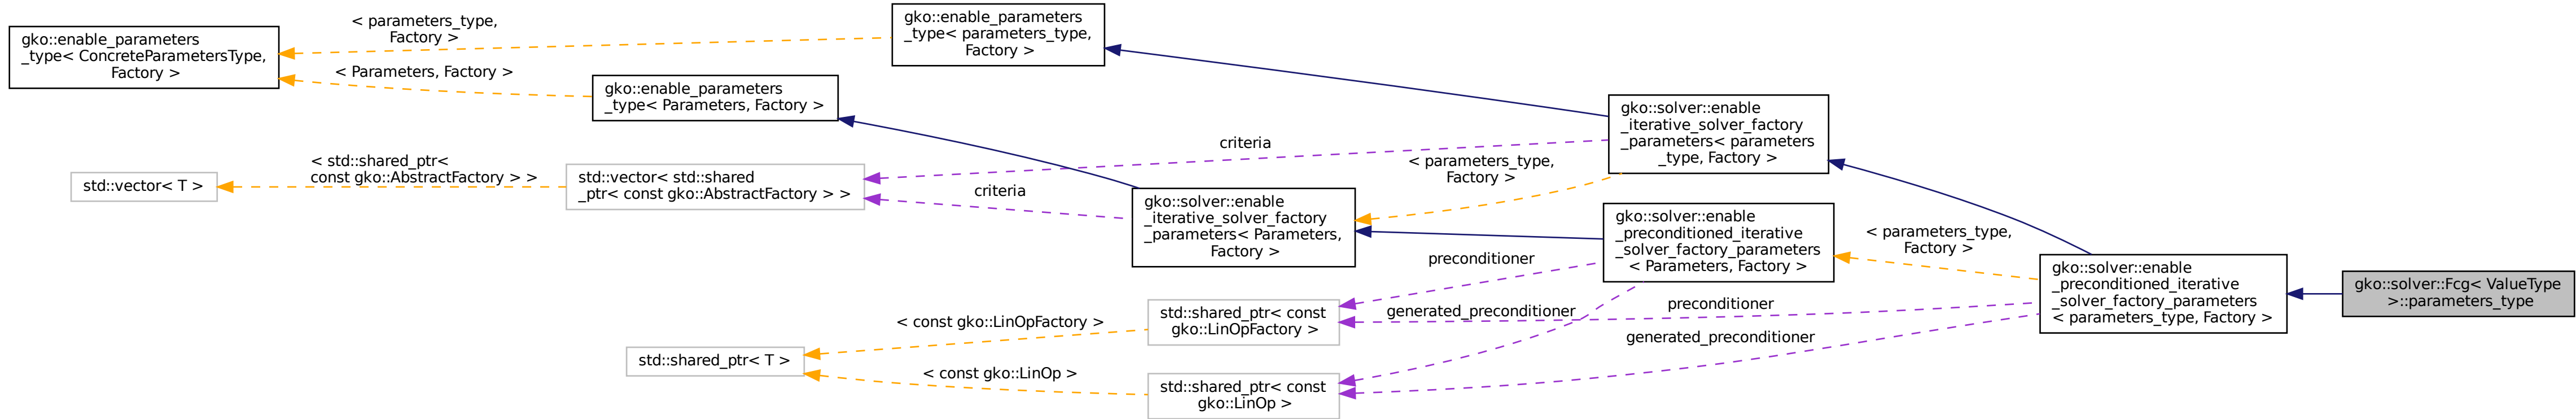 gko::enable_parameters
_type< ConcreteParametersType,
Factory >
< parameters_type,
Factory >
< Parameters, Factory >
gko::enable_parameters
_type< parameters_type,
Factory >
gko::enable_parameters
_type< Parameters, Factory >
std::vector< T >
< std::shared_ptr<
const gko::AbstractFactory > >
std::vector< std::shared
_ptr< const gko::AbstractFactory > >
criteria
criteria
gko::solver::enable
_iterative_solver_factory
_parameters< parameters
_type, Factory >
< parameters_type,
Factory >
gko::solver::enable
_iterative_solver_factory
_parameters< Parameters,
Factory >
gko::solver::enable
_preconditioned_iterative
_solver_factory_parameters
< Parameters, Factory >
< parameters_type,
Factory >
preconditioner
generated_preconditioner
preconditioner
generated_preconditioner
std::shared_ptr< T >
< const gko::LinOpFactory >
< const gko::LinOp >
std::shared_ptr< const
gko::LinOpFactory >
std::shared_ptr< const
gko::LinOp >
gko::solver::enable
_preconditioned_iterative
_solver_factory_parameters
< parameters_type, Factory >
gko::solver::Fcg< ValueType
>::parameters_type